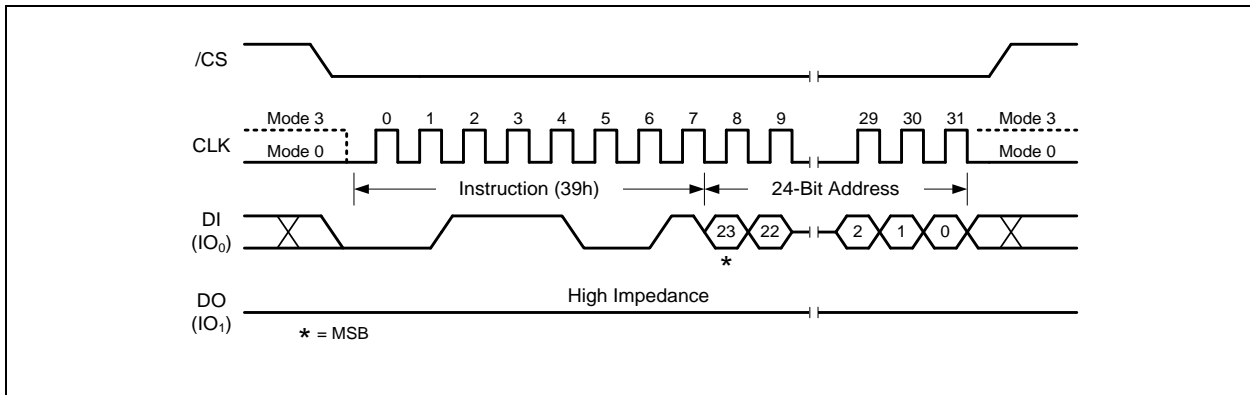 /CS
Mode 3 0 1 2 3 4 5 6 7 8 9 29 30 31 Mode 3
CLK
Mode 0 Mode 0
Instruction (39h) 24-Bit Address
DI
(IO₀) 23 22 2 1 0
*
High Impedance
DO
(IO₁)
* = MSB